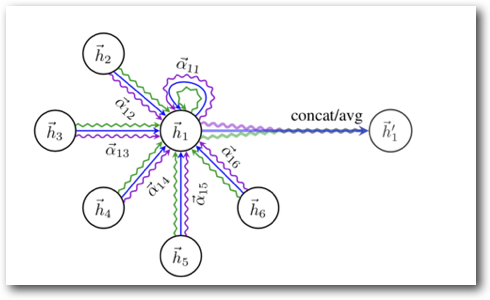 h⃗₂
α⃗₁₁
α⃗₁₂
concat/avg
h⃗₃
h⃗₁
h⃗′₁
α⃗₁₃
α⃗₁₆
α⃗₁₄
α⃗₁₅
h⃗₄
h⃗₆
h⃗₅